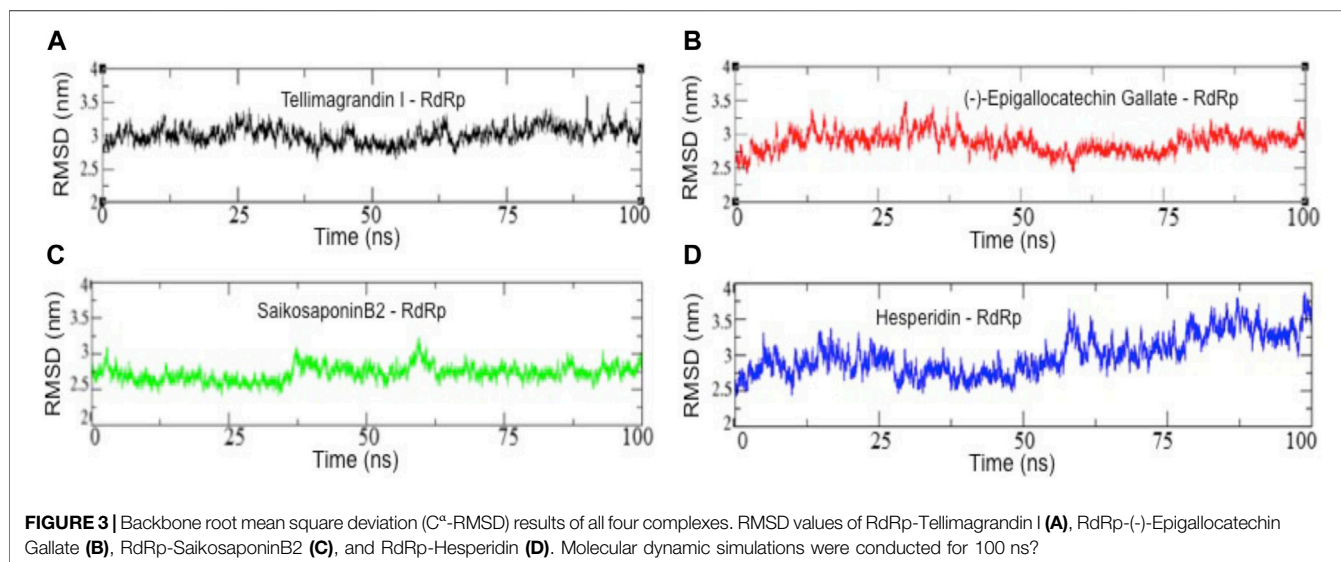 A
4
3.5
3
2.5
2
RMSD (nm)
Tellimagrandin I - RdRp
0 25 50 75 100
Time (ns)
B
4
3.5
3
2.5
2
RMSD (nm)
(-)-Epigallocatechin Gallate - RdRp
0 25 50 75 100
Time (ns)
C
4
3.5
3
2.5
2
RMSD (nm)
SaikosaponinB2 - RdRp
0 25 50 75 100
Time (ns)
D
4
3.5
3
2.5
2
RMSD (nm)
Hesperidin - RdRp
0 25 50 75 100
Time (ns)
FIGURE 3 | Backbone root mean square deviation (Cα-RMSD) results of all four complexes. RMSD values of RdRp-Tellimagrandin I (A), RdRp-(-)-Epigallocatechin
Gallate (B), RdRp-SaikosaponinB2 (C), and RdRp-Hesperidin (D). Molecular dynamic simulations were conducted for 100 ns?